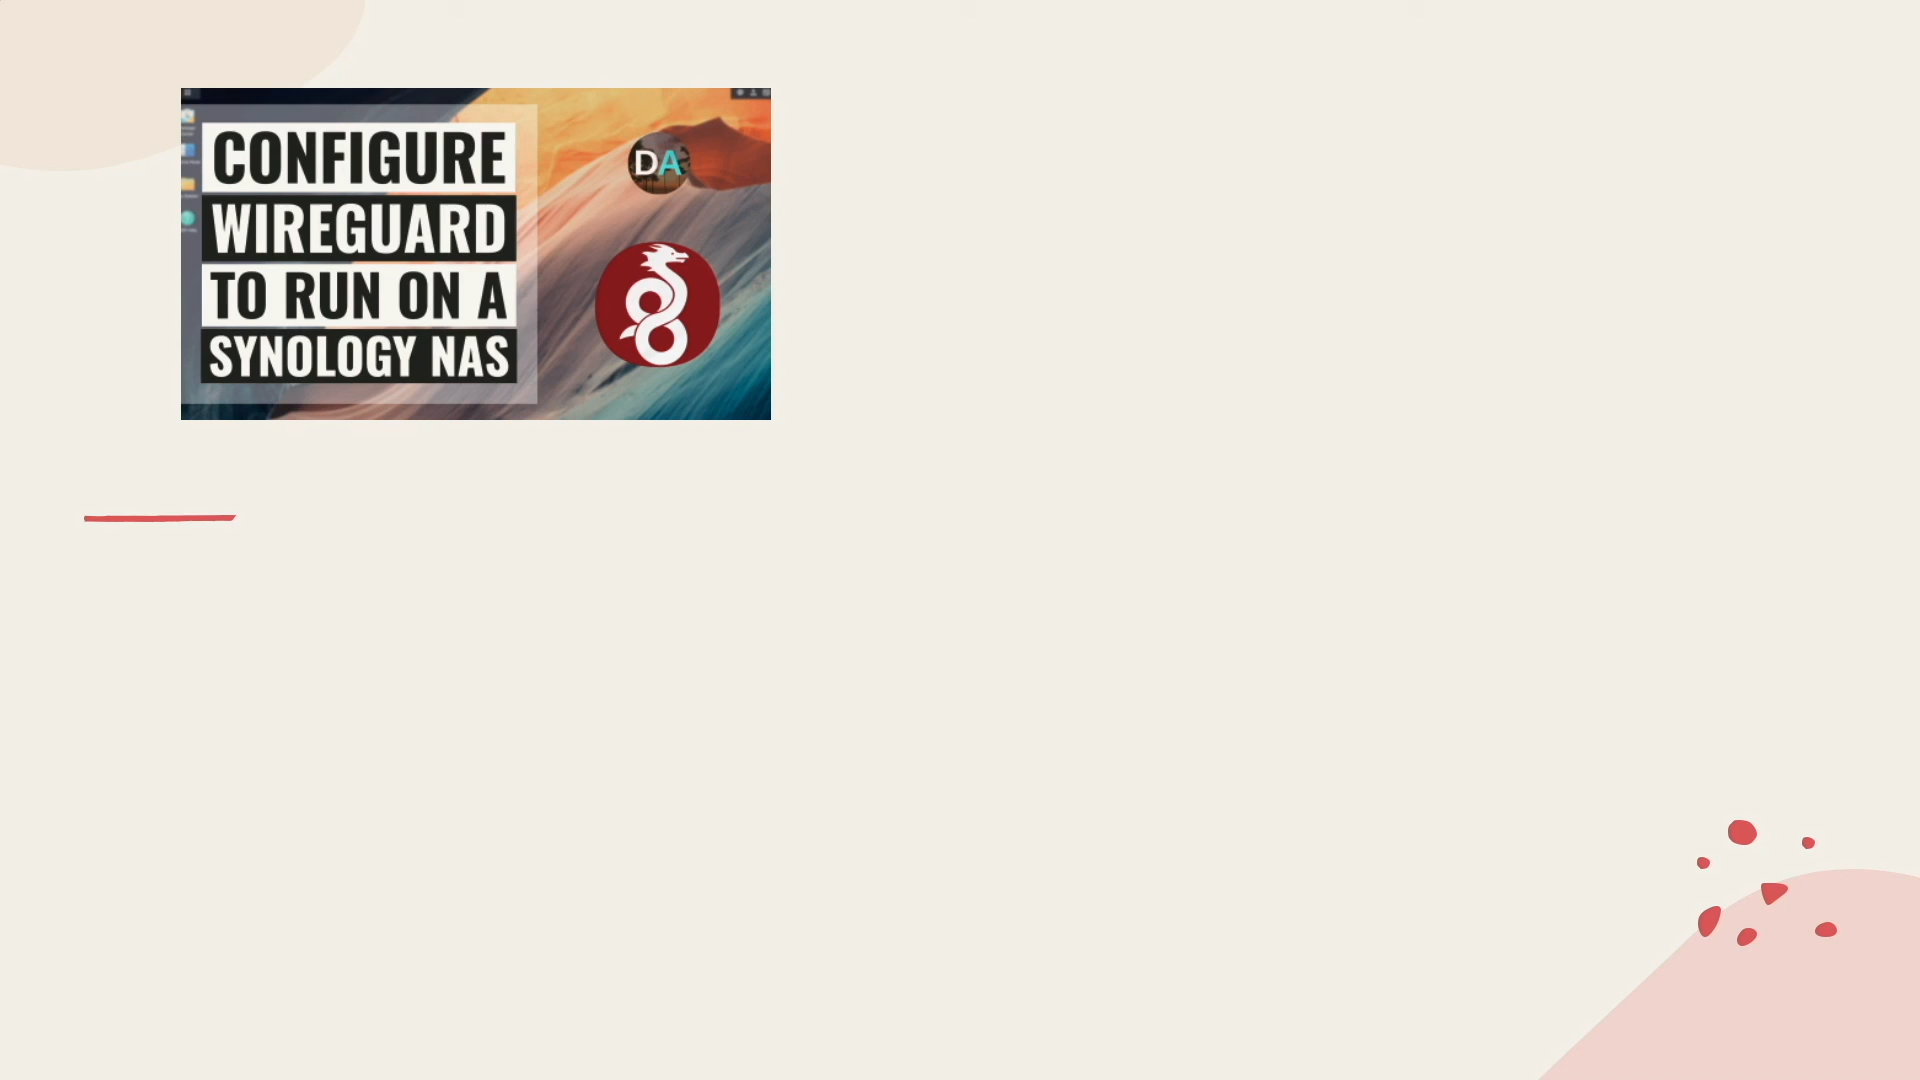 CONFIGURE
WIREGUARD
TO RUN ON A
SYNOLOGY NAS
DA